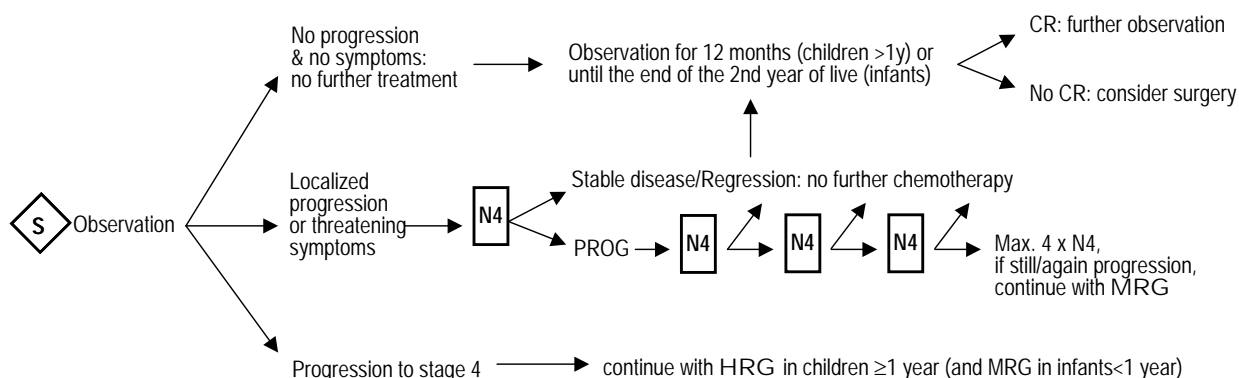 No progression
& no symptoms:
no further treatment
Observation for 12 months (children >1y) or
until the end of the 2nd year of live (infants)
CR: further observation
No CR: consider surgery
S
Observation
Localized
progression
or threatening
symptoms
N4
Stable disease/Regression: no further chemotherapy
PROG
N4
N4
N4
Max. 4 x N4,
if still/again progression,
continue with MRG
Progression to stage 4
continue with HRG in children ≥1 year (and MRG in infants<1 year)